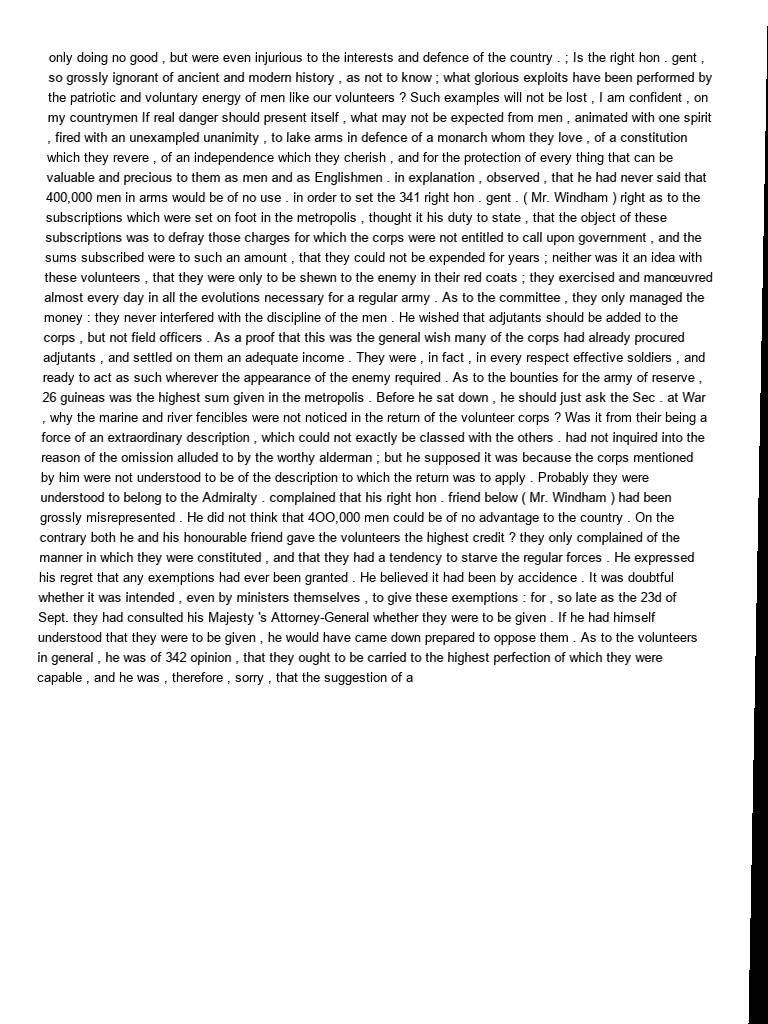 only doing no good , but were even injurious to the interests and defence of the country . ; Is the right hon . gent ,
so grossly ignorant of ancient and modern history , as not to know ; what glorious exploits have been performed by
the patriotic and voluntary energy of men like our volunteers ? Such examples will not be lost , I am confident , on
my countrymen If real danger should present itself , what may not be expected from men , animated with one spirit
, fired with an unexampled unanimity , to lake arms in defence of a monarch whom they love , of a constitution
which they revere , of an independence which they cherish , and for the protection of every thing that can be
valuable and precious to them as men and as Englishmen . in explanation , observed , that he had never said that
400,000 men in arms would be of no use . in order to set the 341 right hon . gent . ( Mr. Windham ) right as to the
subscriptions which were set on foot in the metropolis , thought it his duty to state , that the object of these
subscriptions was to defray those charges for which the corps were not entitled to call upon government , and the
sums subscribed were to such an amount , that they could not be expended for years ; neither was it an idea with
these volunteers , that they were only to be shewn to the enemy in their red coats ; they exercised and manœuvred
almost every day in all the evolutions necessary for a regular army . As to the committee , they only managed the
money : they never interfered with the discipline of the men . He wished that adjutants should be added to the
corps , but not field officers . As a proof that this was the general wish many of the corps had already procured
adjutants , and settled on them an adequate income . They were , in fact , in every respect effective soldiers , and
ready to act as such wherever the appearance of the enemy required . As to the bounties for the army of reserve ,
26 guineas was the highest sum given in the metropolis . Before he sat down , he should just ask the Sec . at War
, why the marine and river fencibles were not noticed in the return of the volunteer corps ? Was it from their being a
force of an extraordinary description , which could not exactly be classed with the others . had not inquired into the
reason of the omission alluded to by the worthy alderman ; but he supposed it was because the corps mentioned
by him were not understood to be of the description to which the return was to apply . Probably they were
understood to belong to the Admiralty . complained that his right hon . friend below ( Mr. Windham ) had been
grossly misrepresented . He did not think that 4OO,000 men could be of no advantage to the country . On the
contrary both he and his honourable friend gave the volunteers the highest credit ? they only complained of the
manner in which they were constituted , and that they had a tendency to starve the regular forces . He expressed
his regret that any exemptions had ever been granted . He believed it had been by accidence . It was doubtful
whether it was intended , even by ministers themselves , to give these exemptions : for , so late as the 23d of
Sept. they had consulted his Majesty 's Attorney-General whether they were to be given . If he had himself
understood that they were to be given , he would have came down prepared to oppose them . As to the volunteers
in general , he was of 342 opinion , that they ought to be carried to the highest perfection of which they were
capable , and he was , therefore , sorry , that the suggestion of a